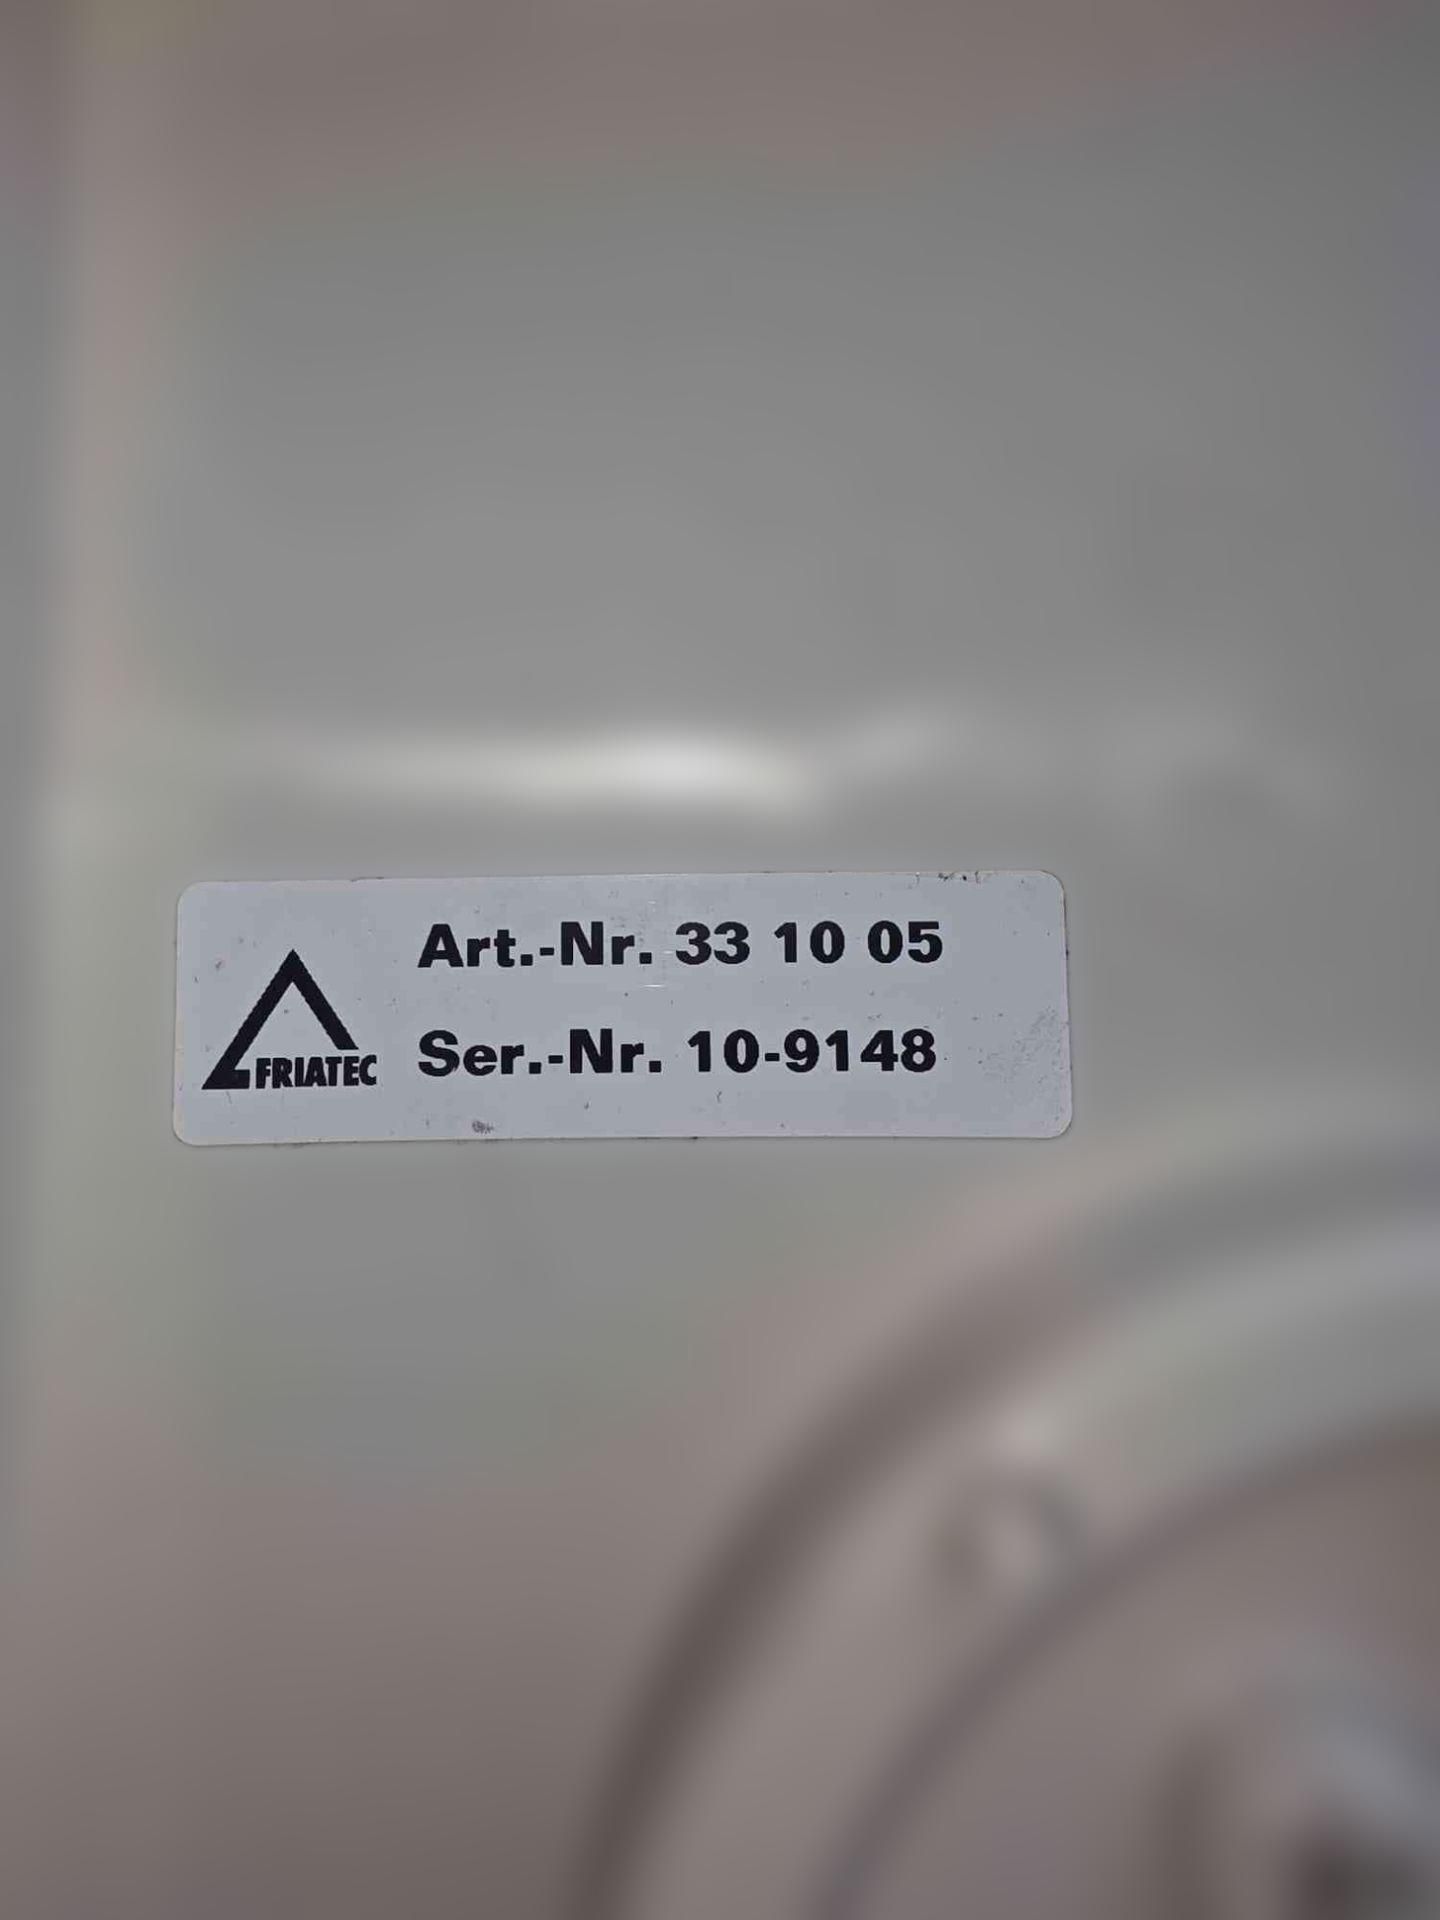 Art.-Nr. 33 10 05
FRIATEC
Ser.-Nr. 10-9148